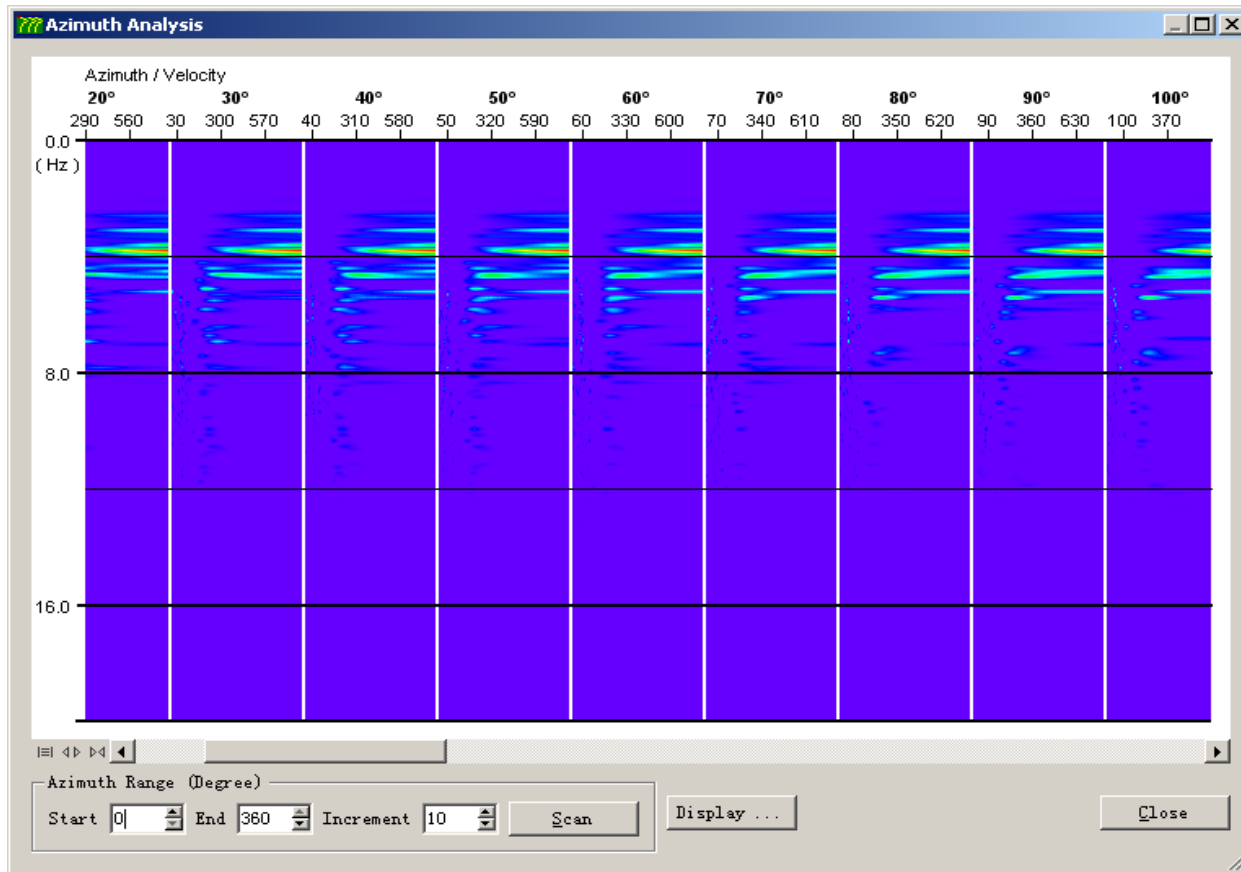 Azimuth Analysis
Azimuth / Velocity
20° 30° 40° 50° 60° 70° 80° 90° 100°
290 560 30 300 570 40 310 580 50 320 590 60 330 600 70 340 610 80 350 620 90 360 630 100 370
0.0
( Hz )
8.0
16.0
Azimuth Range (Degree)
Start 0 End 360 Increment 10 Scan Display ... Close